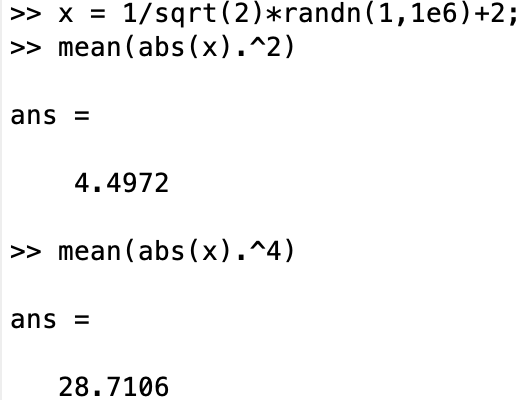 >> x = 1/sqrt(2)*randn(1,1e6)+2;
>> mean(abs(x).^2)
ans =
4.4972
>> mean(abs(x).^4)
ans =
28.7106